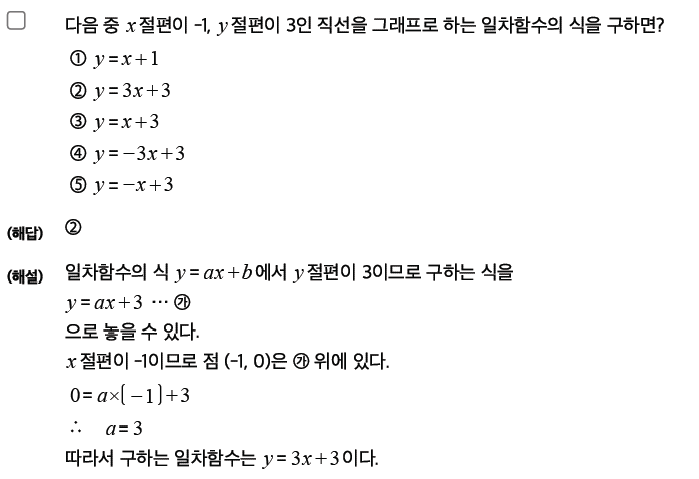 다음 중 x절편이 -1, y절편이 3인 직선을 그래프로 하는 일차함수의 식을 구하면?
① y=x+1
② y=3x+3
③ y=x+3
④ y=-3x+3
⑤ y=-x+3
(해답) ②
(해설) 일차함수의 식 y=ax+b에서 y절편이 3이므로 구하는 식을
y=ax+3 … ㉮
으로 놓을 수 있다.
x절편이 -1이므로 점 (-1, 0)은 ㉮ 위에 있다.
0=a×(-1)+3
∴ a=3
따라서 구하는 일차함수는 y=3x+3이다.